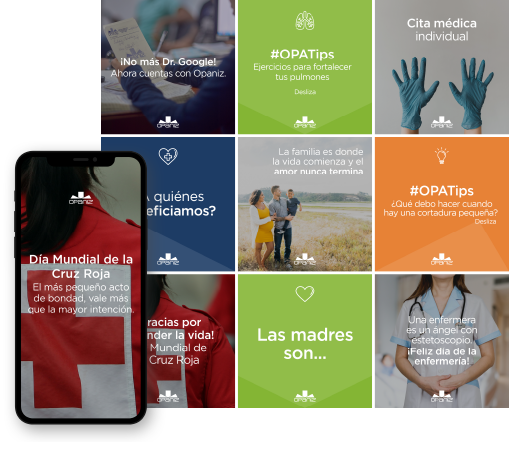 ¡No más Dr. Google!
Ahora cuentas con Opaniz.
OPANIZ
#OPATips
Ejercicios para fortalecer
tus pulmones
Desliza
OPANIZ
Cita médica
individual
OPANIZ
quiénes
eficiamos?
OPANIZ
La familia es donde
la vida comienza y el
amor nunca termina
OPANIZ
#OPATips
¿Qué debo hacer cuando
hay una cortadura pequeña?
Desliza
OPANIZ
OPANIZ
Día Mundial de la
Cruz Roja
El más pequeño acto
de bondad, vale más
que la mayor intención.
racias por
nder la vida!
Mundial de
Cruz Roja
OPANIZ
Las madres
son...
OPANIZ
Una enfermera
es un ángel con
estetoscopio.
¡Feliz día de la
enfermería!
OPANIZ